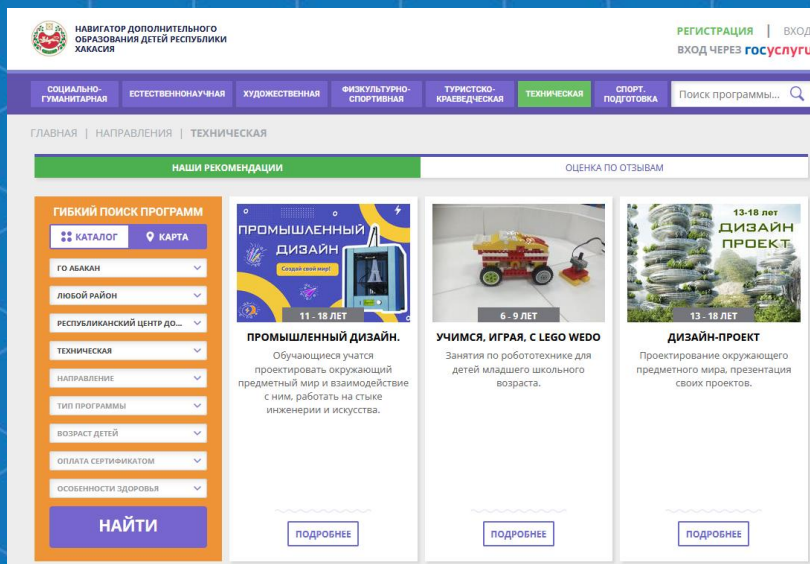 НАВИГАТОР ДОПОЛНИТЕЛЬНОГО
ОБРАЗОВАНИЯ ДЕТЕЙ РЕСПУБЛИКИ
ХАКАСИЯ
РЕГИСТРАЦИЯ | ВХОД
ВХОД ЧЕРЕЗ госуслуги
СОЦИАЛЬНО-
ГУМАНИТАРНАЯ
ЕСТЕСТВЕННОНАУЧНАЯ
ХУДОЖЕСТВЕННАЯ
ФИЗКУЛЬТУРНО-
СПОРТИВНАЯ
ТУРИСТСКО-
КРАЕВЕДЧЕСКАЯ
ТЕХНИЧЕСКАЯ
СПОРТ.
ПОДГОТОВКА
Поиск программы...
ГЛАВНАЯ | НАПРАВЛЕНИЯ | ТЕХНИЧЕСКАЯ
НАШИ РЕКОМЕНДАЦИИ
ОЦЕНКА ПО ОТЗЫВАМ
ГИБКИЙ ПОИСК ПРОГРАММ
КАТАЛОГ
КАРТА
ГО АБАКАН
ЛЮБОЙ РАЙОН
РЕСПУБЛИКАНСКИЙ ЦЕНТР ДО...
ТЕХНИЧЕСКАЯ
НАПРАВЛЕНИЕ
ТИП ПРОГРАММЫ
ВОЗРАСТ ДЕТЕЙ
ОПЛАТА СЕРТИФИКАТОМ
ОСОБЕННОСТИ ЗДОРОВЬЯ
НАЙТИ
ПРОМЫШЛЕННЫЙ
ДИЗАЙН
Создай свой мир!
11 - 18 ЛЕТ
ПРОМЫШЛЕННЫЙ ДИЗАЙН.
Обучающиеся учатся
проектировать окружающий
предметный мир и взаимодействие
с ним, работать на стыке
инженерии и искусства.
ПОДРОБНЕЕ
6 - 9 ЛЕТ
УЧИМСЯ, ИГРАЯ, С LEGO WEDO
Занятия по робототехнике для
детей младшего школьного
возраста.
ПОДРОБНЕЕ
13-18 лет
ДИЗАЙН
ПРОЕКТ
13 - 18 ЛЕТ
ДИЗАЙН-ПРОЕКТ
Проектирование окружающего
предметного мира, презентация
своих проектов.
ПОДРОБНЕЕ